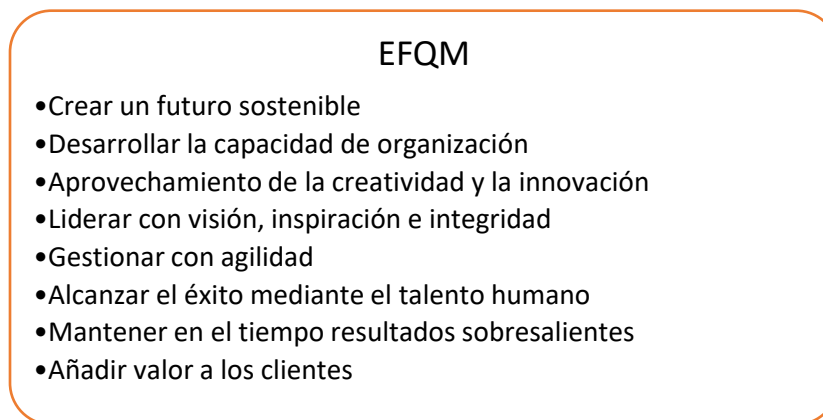 EFQM
•Crear un futuro sostenible
•Desarrollar la capacidad de organización
•Aprovechamiento de la creatividad y la innovación
•Liderar con visión, inspiración e integridad
•Gestionar con agilidad
•Alcanzar el éxito mediante el talento humano
•Mantener en el tiempo resultados sobresalientes
•Añadir valor a los clientes